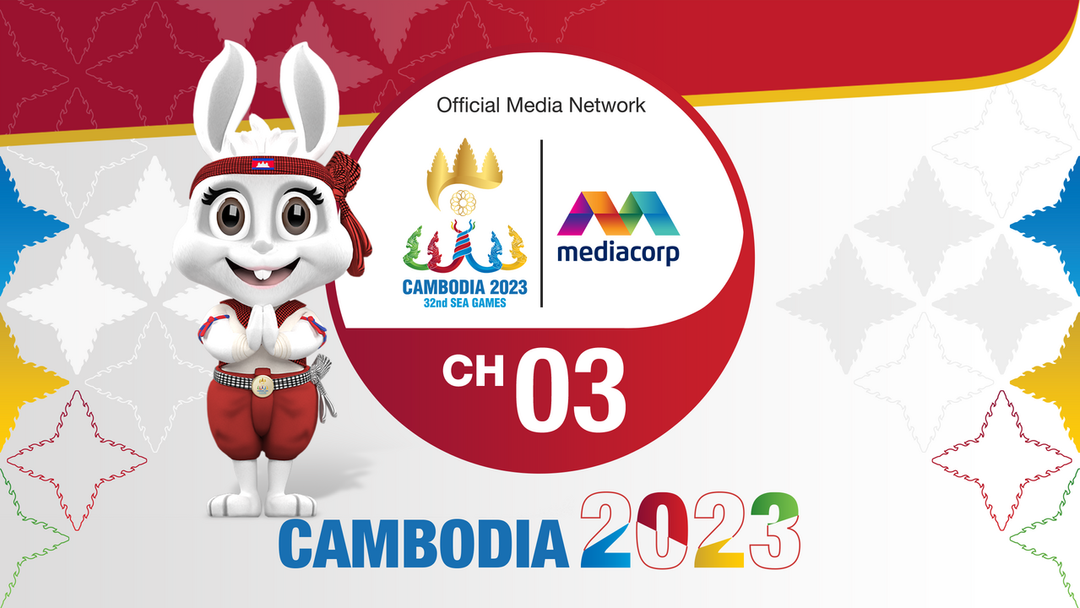 Official Media Network
CAMBODIA 2023
32nd SEA GAMES
mediacorp
CH 03
CAMBODIA 2023